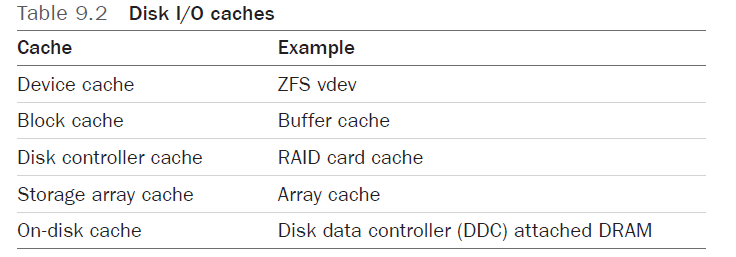 Table 9.2 Disk I/O caches
Cache Example
Device cache ZFS vdev
Block cache Buffer cache
Disk controller cache RAID card cache
Storage array cache Array cache
On-disk cache Disk data controller (DDC) attached DRAM